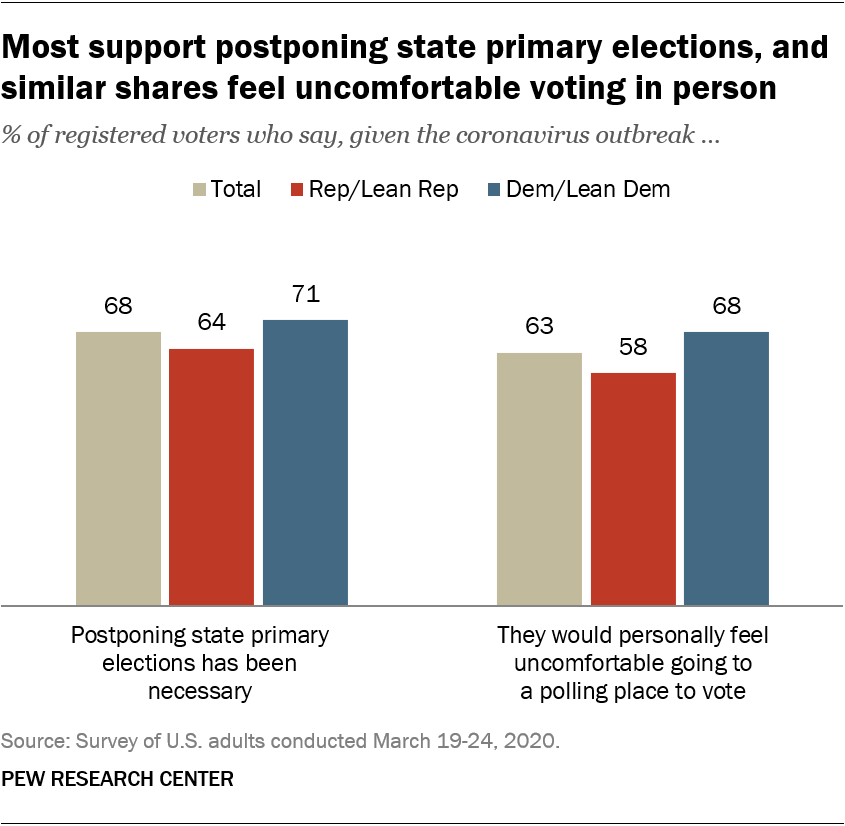 Most support postponing state primary elections, and
similar shares feel uncomfortable voting in person
% of registered voters who say, given the coronavirus outbreak ...
Total
Rep/Lean Rep
Dem/Lean Dem
68
64
71
63
58
68
Postponing state primary
elections has been
necessary
They would personally feel
uncomfortable going to
a polling place to vote
Source: Survey of U.S. adults conducted March 19-24, 2020.
PEW RESEARCH CENTER